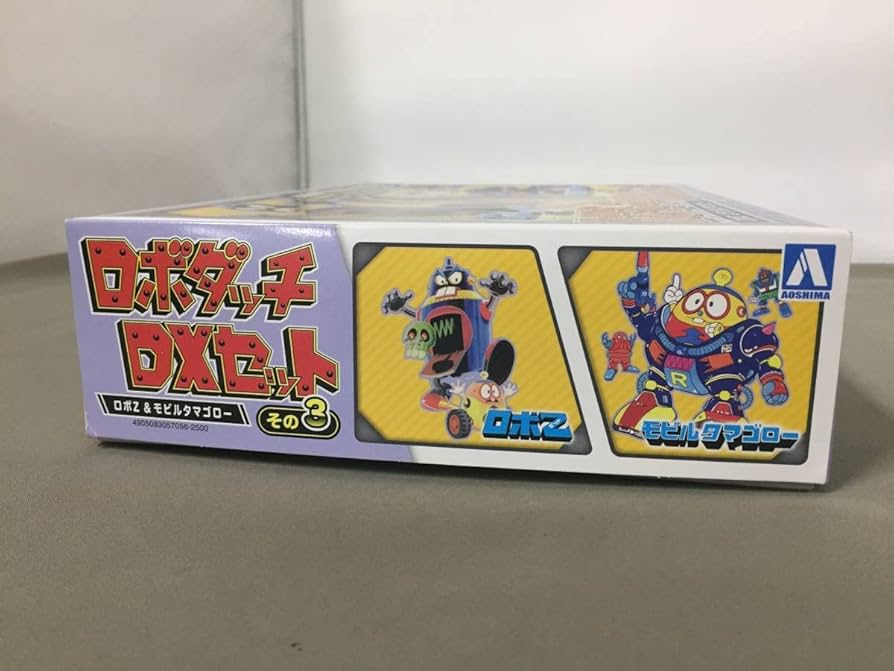 ロボダッチ
DXセット
ロボZ & モビルタマゴロー
その3
4905083057056-2500
ロボZ
モビルタマゴロー
R
AOSHIMA